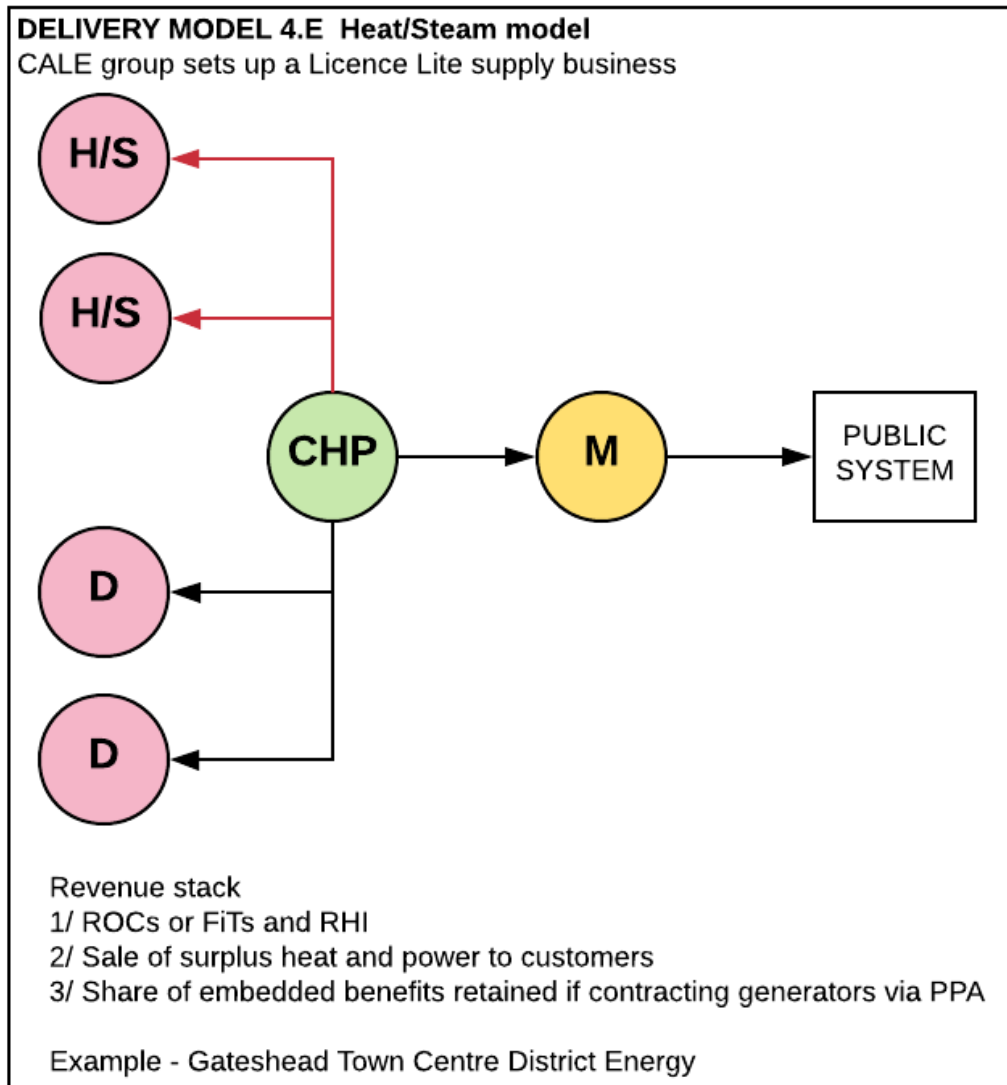 DELIVERY MODEL 4.E Heat/Steam model
CALE group sets up a Licence Lite supply business
H/S
H/S
CHP
M
PUBLIC
SYSTEM
D
D
Revenue stack
1/ ROCs or FiTs and RHI
2/ Sale of surplus heat and power to customers
3/ Share of embedded benefits retained if contracting generators via PPA
Example - Gateshead Town Centre District Energy